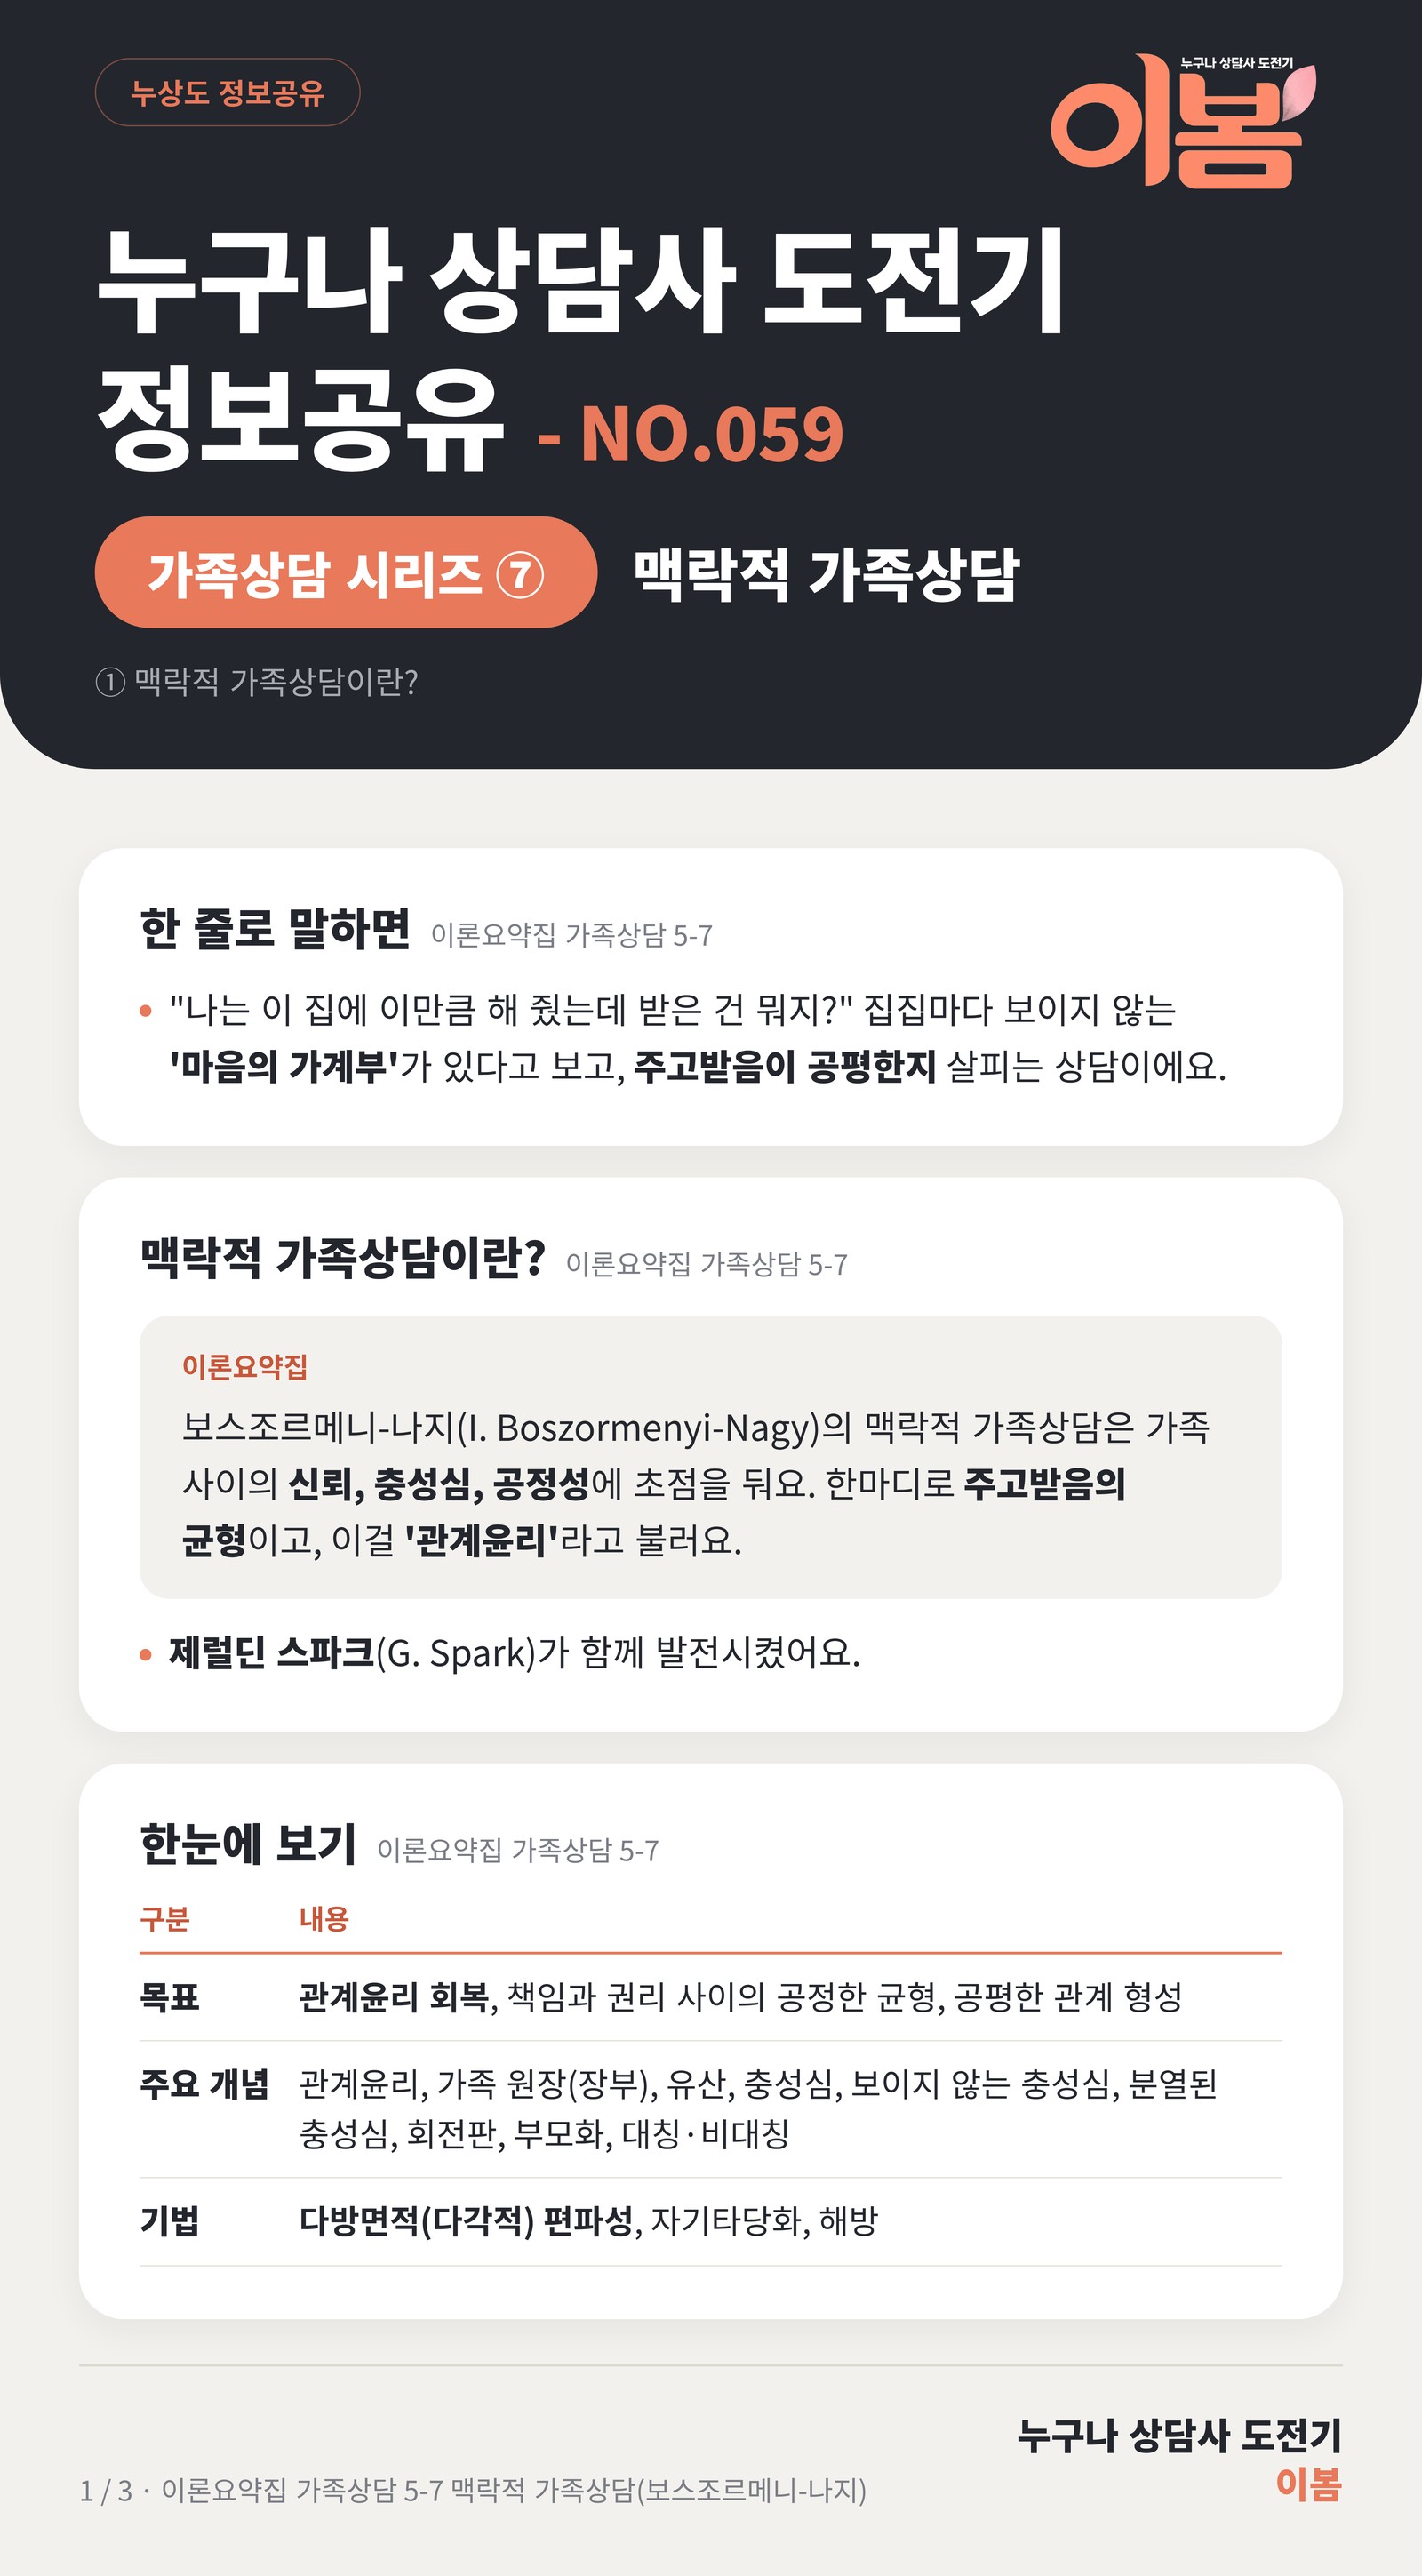 누상도 정보공유
누구나 상담사 도전기
이봄
누구나 상담사 도전기
정보공유 - NO.059
가족상담 시리즈 ⑦ 맥락적 가족상담
① 맥락적 가족상담이란?
한 줄로 말하면 이론요약집 가족상담 5-7
• "나는 이 집에 이만큼 해 줬는데 받은 건 뭐지?" 집집마다 보이지 않는
'마음의 가계부'가 있다고 보고, 주고받음이 공평한지 살피는 상담이에요.
맥락적 가족상담이란? 이론요약집 가족상담 5-7
이론요약집
보스조르메니-나지(I. Boszormenyi-Nagy)의 맥락적 가족상담은 가족
사이의 신뢰, 충성심, 공정성에 초점을 둬요. 한마디로 주고받음의
균형이고, 이걸 '관계윤리'라고 불러요.
• 제럴딘 스파크(G. Spark)가 함께 발전시켰어요.
한눈에 보기 이론요약집 가족상담 5-7
구분 내용
목표 관계윤리 회복, 책임과 권리 사이의 공정한 균형, 공평한 관계 형성
주요 개념 관계윤리, 가족 원장(장부), 유산, 충성심, 보이지 않는 충성심, 분열된
충성심, 회전판, 부모화, 대칭·비대칭
기법 다방면적(다각적) 편파성, 자기타당화, 해방
누구나 상담사 도전기
1 / 3 · 이론요약집 가족상담 5-7 맥락적 가족상담(보스조르메니-나지)
이봄